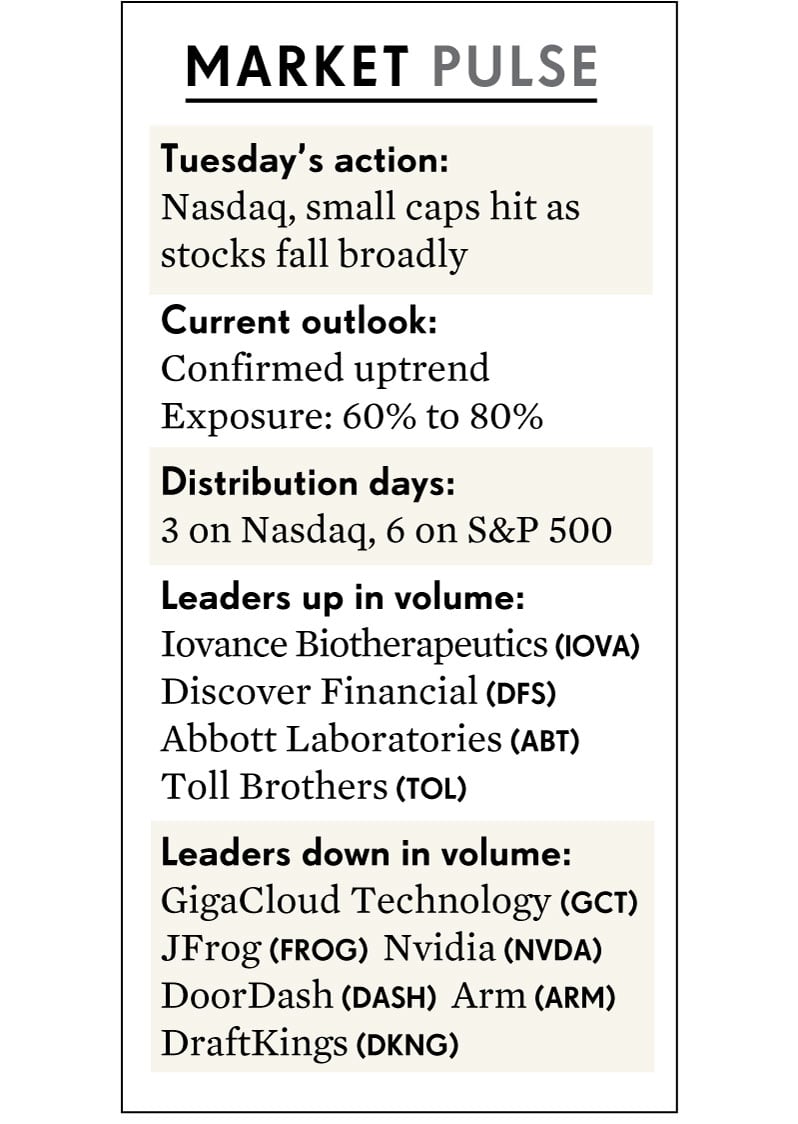 MARKET PULSE
Tuesday's action:
Nasdaq, small caps hit as
stocks fall broadly
Current outlook:
Confirmed uptrend
Exposure: 60% to 80%
Distribution days:
3 on Nasdaq, 6 on S&P 500
Leaders up in volume:
Iovance Biotherapeutics (IOVA)
Discover Financial (DFS)
Abbott Laboratories (ABT)
Toll Brothers (TOL)
Leaders down in volume:
GigaCloud Technology (GCT)
JFrog (FROG) Nvidia (NVDA)
DoorDash (DASH) Arm (ARM)
DraftKings (DKNG)